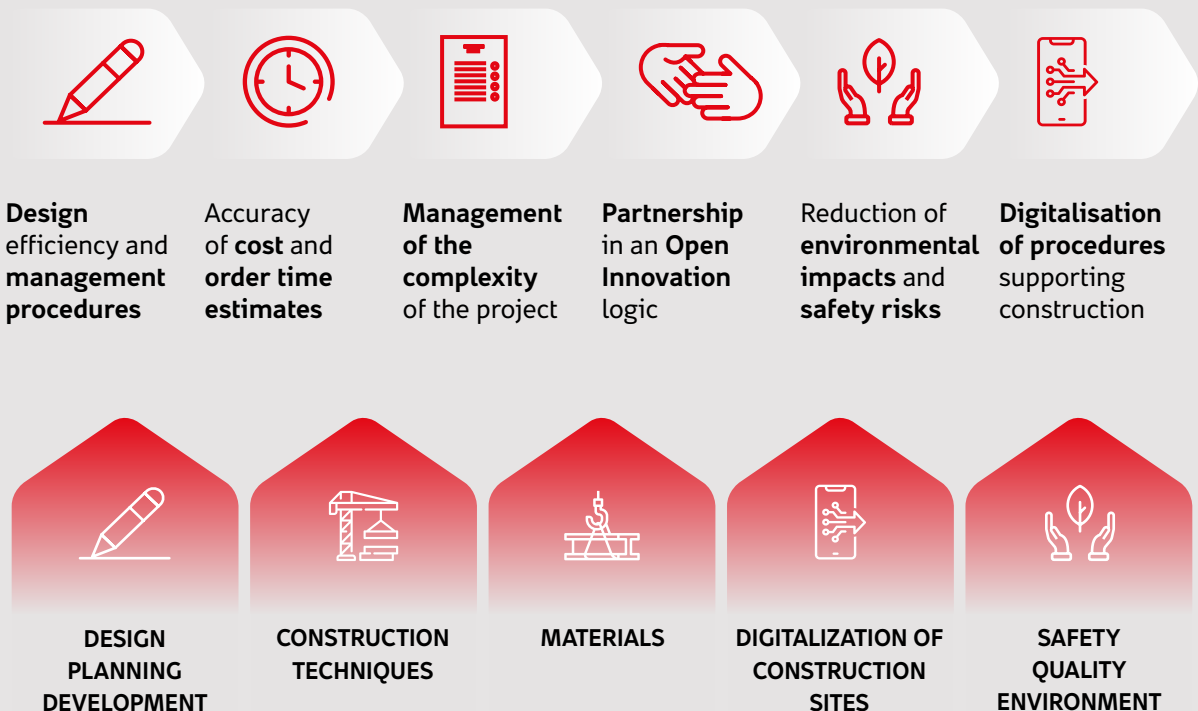 Design
efficiency and
management
procedures
Accuracy
of cost and
order time
estimates
Management
of the
complexity
of the project
Partnership
in an Open
Innovation
logic
Reduction of
environmental
impacts and
safety risks
Digitalisation
of procedures
supporting
construction
DESIGN
PLANNING
DEVELOPMENT
CONSTRUCTION
TECHNIQUES
MATERIALS
DIGITALIZATION OF
CONSTRUCTION
SITES
SAFETY
QUALITY
ENVIRONMENT